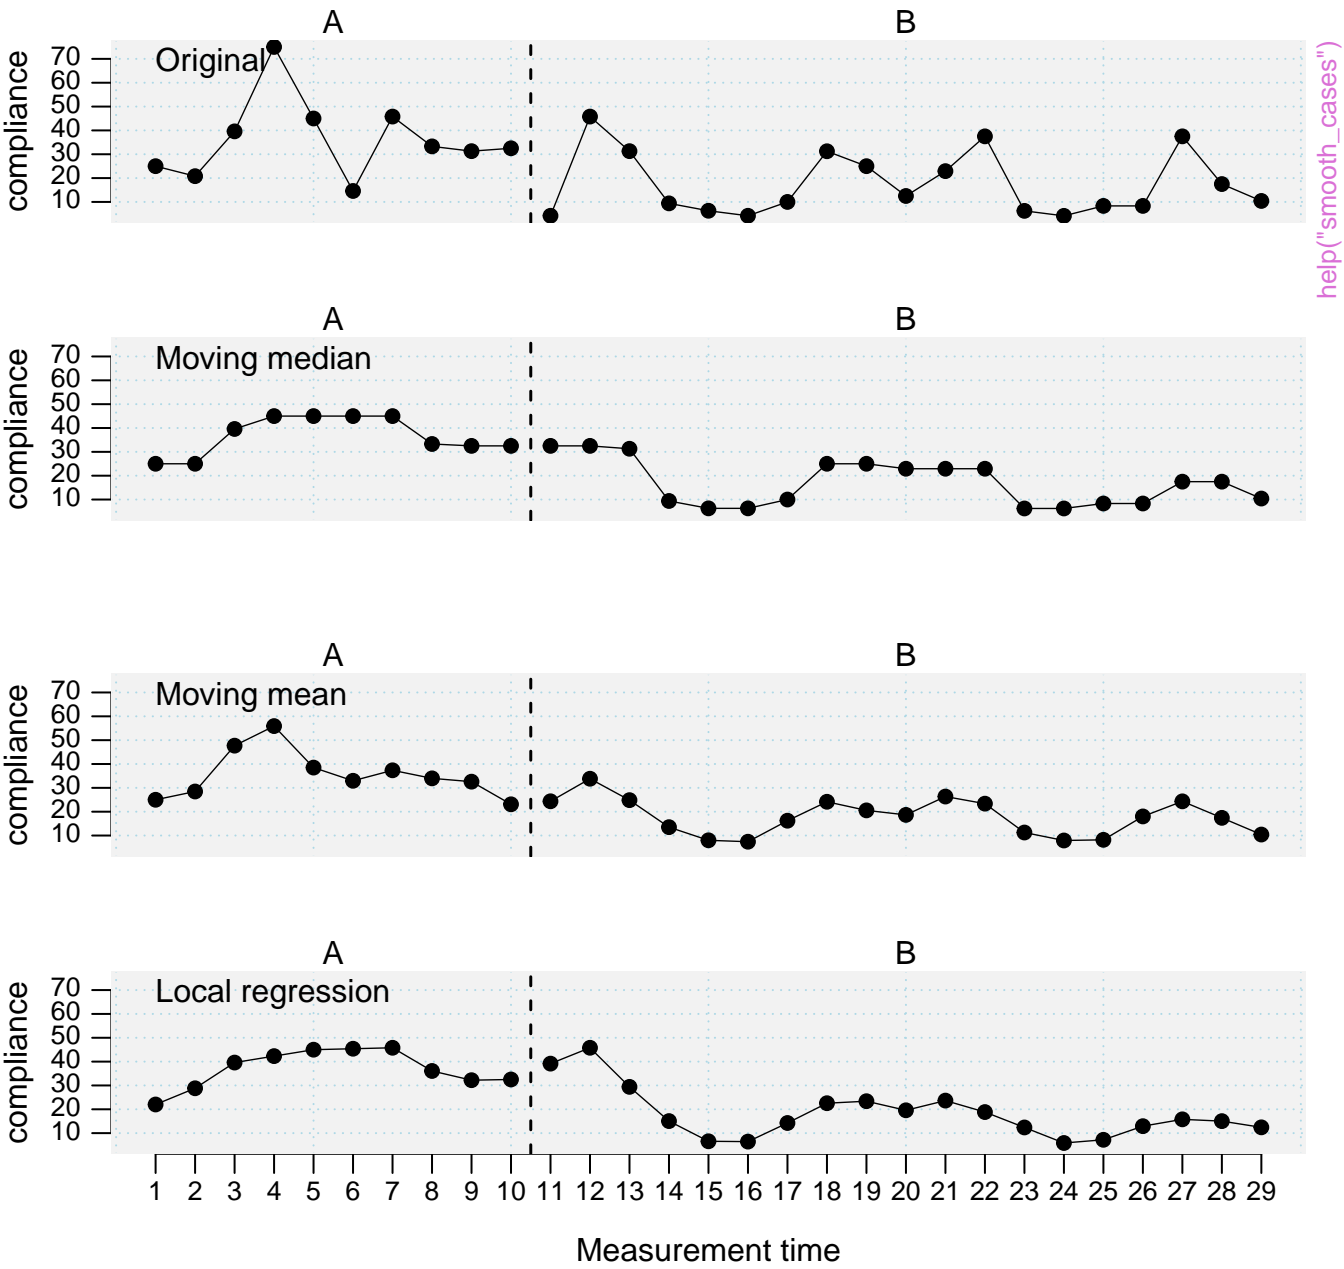 A B
70
60
50
40
30
20
10
compliance
Original
help("smooth_cases")
A B
70
60
50
40
30
20
10
compliance
Moving median
A B
70
60
50
40
30
20
10
compliance
Moving mean
A B
70
60
50
40
30
20
10
compliance
Local regression
1 2 3 4 5 6 7 8 9 10 11 12 13 14 15 16 17 18 19 20 21 22 23 24 25 26 27 28 29
Measurement time